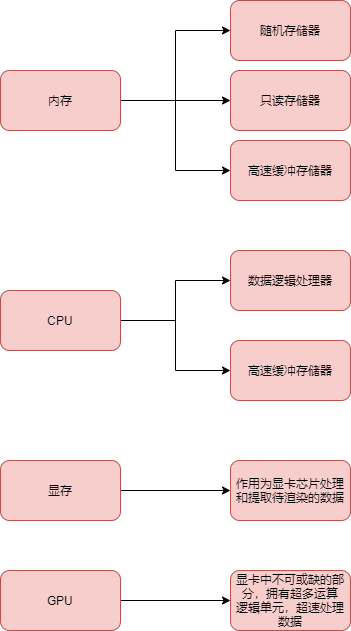 随机存储器
内存
只读存储器
高速缓冲存储器
数据逻辑处理器
CPU
高速缓冲存储器
显存
作用为显卡芯片处理
和提取待渲染的数据
GPU
显卡中不可或缺的部
分，拥有超多运算
逻辑单元，超速处理
数据